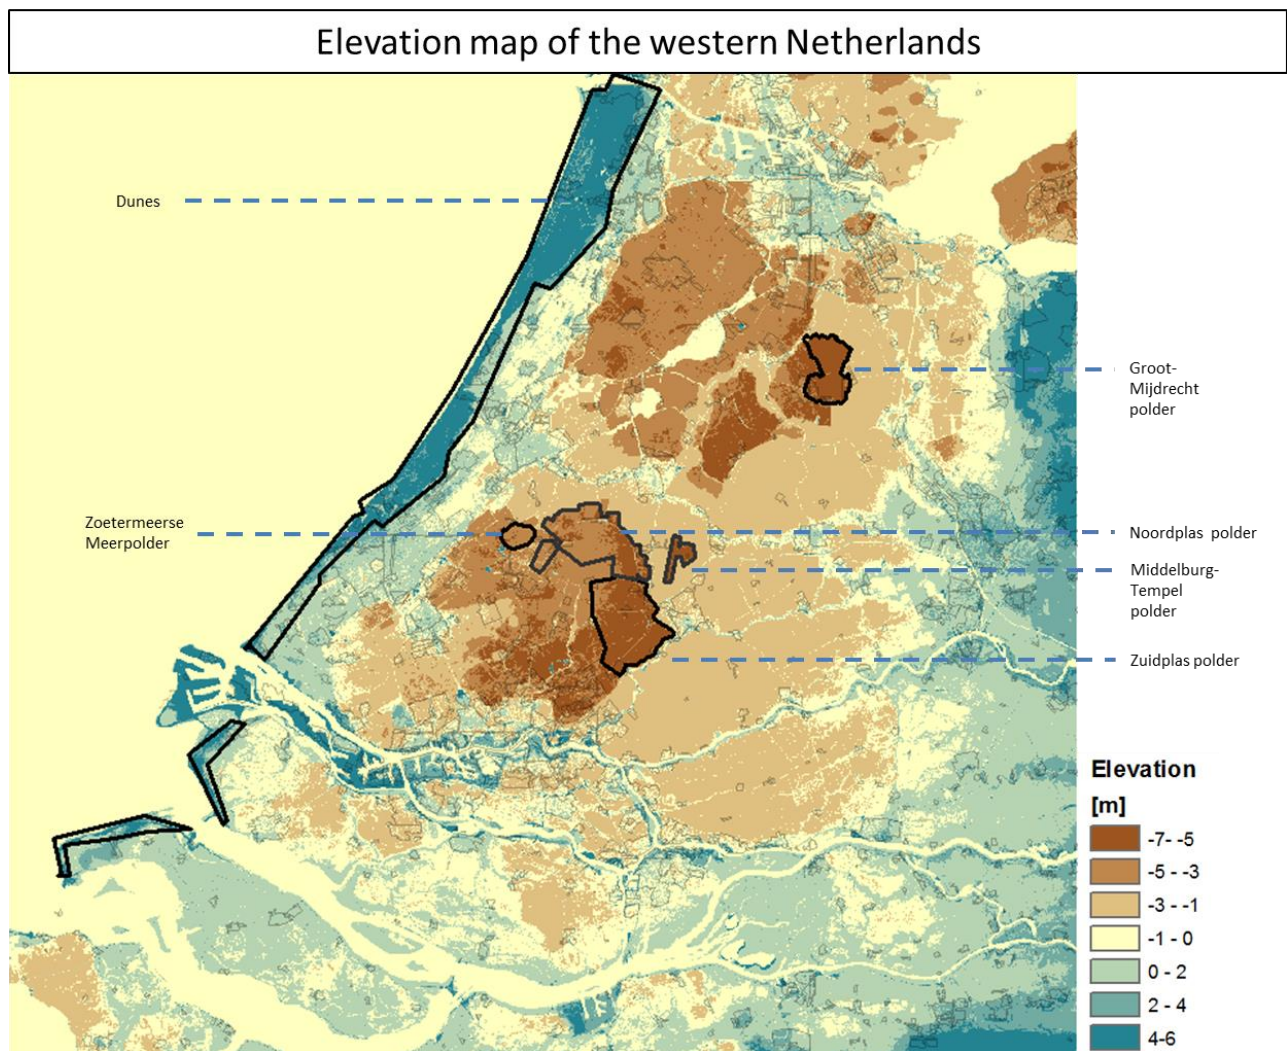 Elevation map of the western Netherlands
Dunes
Groot-
Mijdrecht
polder
Zoetermeerse
Meerpolder
Noordplas polder
Middelburg-
Tempel
polder
Zuidplas polder
Elevation
[m]
-7- -5
-5 - -3
-3 - -1
-1 - 0
0 - 2
2 - 4
4-6